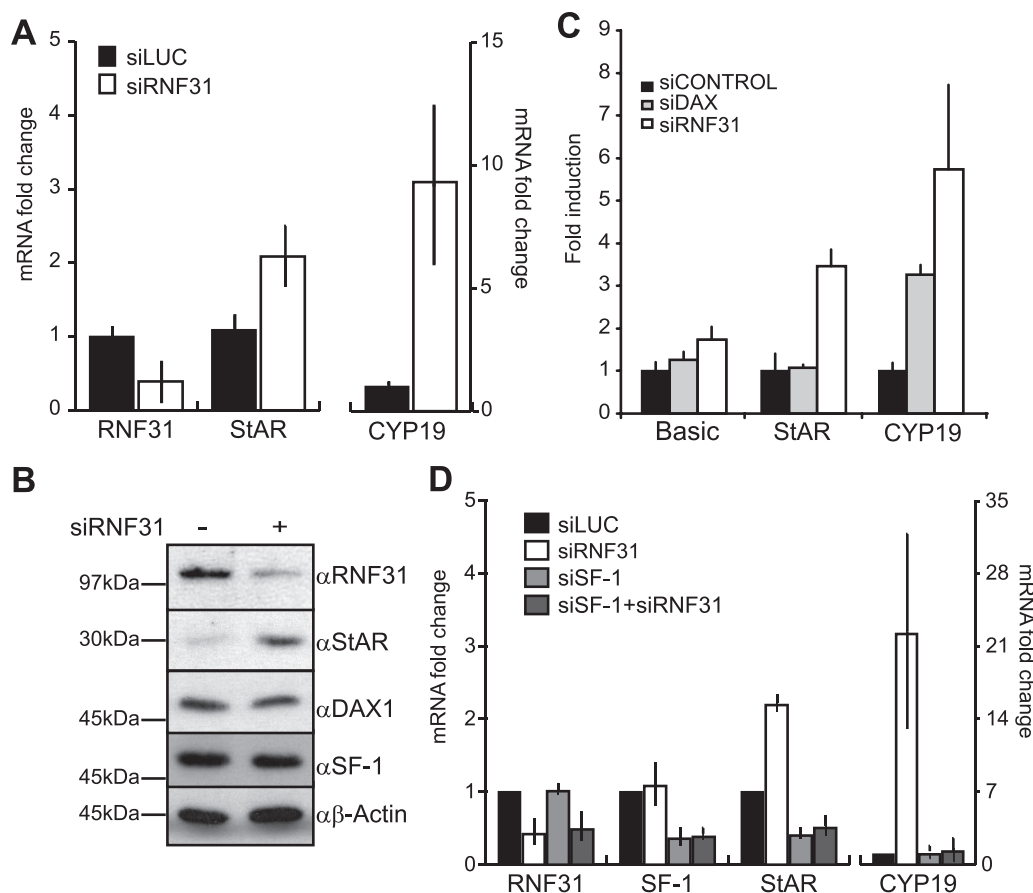 A
mRNA fold change
5
4
3
2
1
0
siLUC
siRNF31
15
10
5
0
mRNA fold change
RNF31 StAR CYP19
B
siRNF31 - +
97kDa αRNF31
30kDa αStAR
45kDa αDAX1
45kDa αSF-1
45kDa αβ-Actin
C
Fold induction
9
8
7
6
5
4
3
2
1
0
siCONTROL
siDAX
siRNF31
Basic StAR CYP19
D
mRNA fold change
5
4
3
2
1
0
siLUC
siRNF31
siSF-1
siSF-1+siRNF31
35
28
21
14
7
0
mRNA fold change
RNF31 SF-1 StAR CYP19